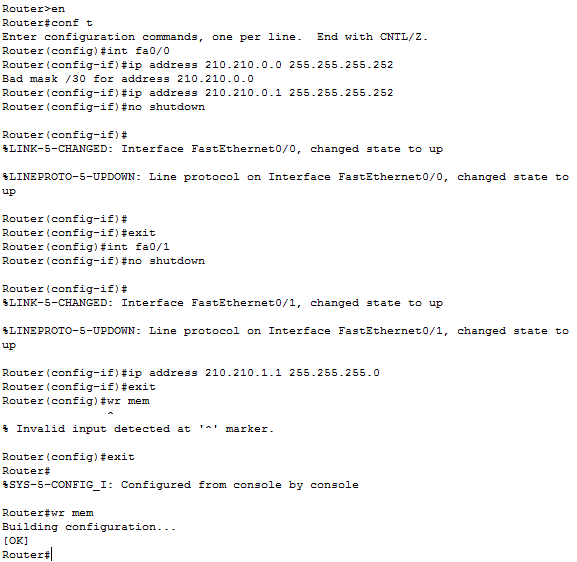 Router>en
Router#conf t
Enter configuration commands, one per line.  End with CNTL/Z.
Router(config)#int fa0/0
Router(config-if)#ip address 210.210.0.0 255.255.255.252
Bad mask /30 for address 210.210.0.0
Router(config-if)#ip address 210.210.0.1 255.255.255.252
Router(config-if)#no shutdown

Router(config-if)#
%LINK-5-CHANGED: Interface FastEthernet0/0, changed state to up

%LINEPROTO-5-UPDOWN: Line protocol on Interface FastEthernet0/0, changed state to
up

Router(config-if)#
Router(config-if)#exit
Router(config)#int fa0/1
Router(config-if)#no shutdown

Router(config-if)#
%LINK-5-CHANGED: Interface FastEthernet0/1, changed state to up

%LINEPROTO-5-UPDOWN: Line protocol on Interface FastEthernet0/1, changed state to
up

Router(config-if)#ip address 210.210.1.1 255.255.255.0
Router(config-if)#exit
Router(config)#wr mem
               ^
% Invalid input detected at '^' marker.

Router(config)#exit
Router#
%SYS-5-CONFIG_I: Configured from console by console

Router#wr mem
Building configuration...
[OK]
Router#